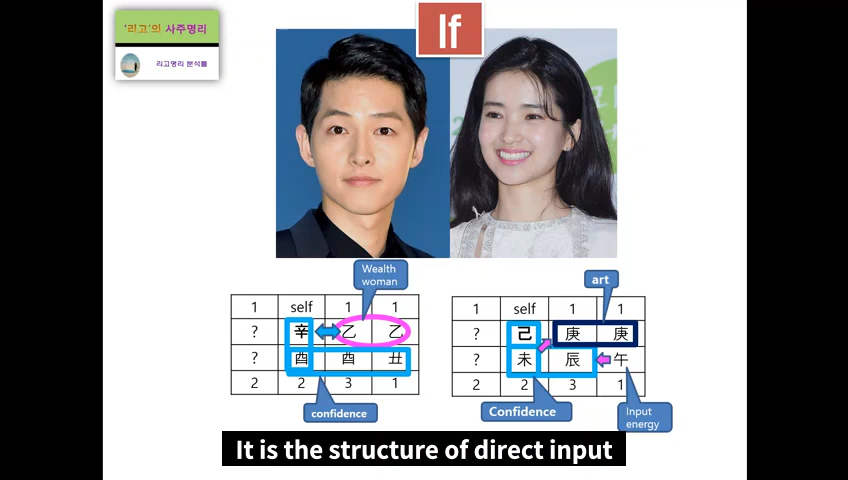 '리고'의 사주명리
리고명리 분석툴
If
Wealth
woman
art
1 self 1 1
? 辛 乙 乙
? 酉 酉 丑
2 2 3 1
confidence
1 self 1 1
? 己 庚 庚
? 未 辰 午
2 2 3 1
Confidence
Input
energy
It is the structure of direct input